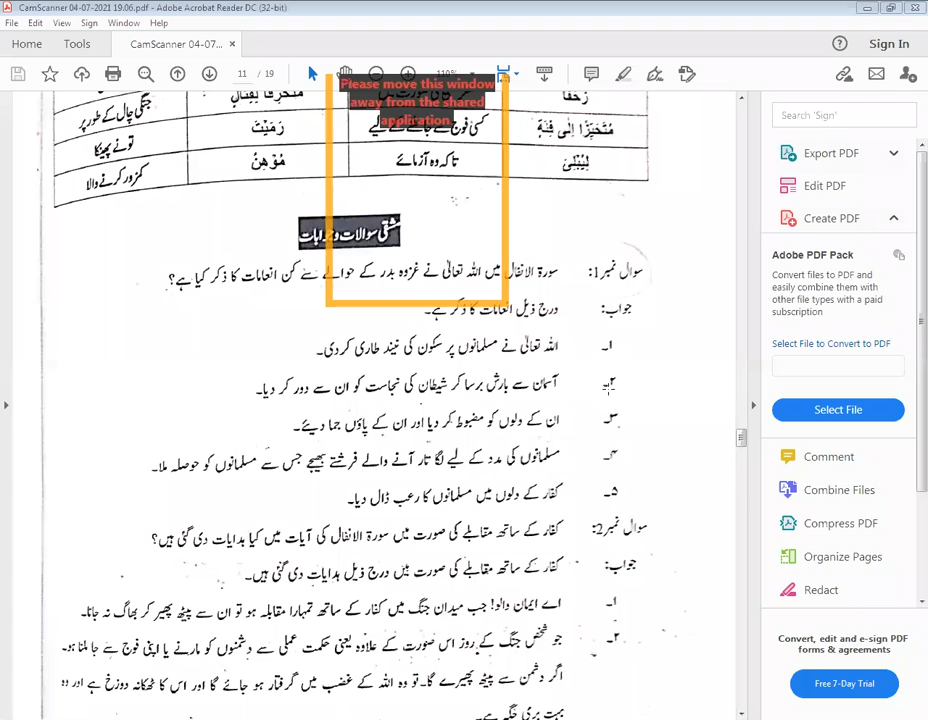 CamScanner 04-07-2021 19.06.pdf - Adobe Acrobat Reader DC (32-bit)
File Edit View Sign Window Help
Home Tools CamScanner 04-07... × Sign In
11 / 19 110%
Please move this window
away from the shared
application.
زَحْفًا مُتَحَرِّفًا لِقِتَالٍ جنگی چال کے طور پر
مُتَحَيِّزًا إِلَى فِئَةٍ کسی فوج سے جا ملنے کے لیے رَمَيْتَ تو نے پھینکا
لِيُبْلِيَ تاکہ وہ آزمائے مُوْهِنُ کمزور کرنے والا
مشقی سوالات و جوابات
سوال نمبر1: سورۃ الانفال میں اللہ تعالٰی نے غزوہ بدر کے حوالے سے کن انعامات کا ذکر کیا ہے؟
جواب: درج ذیل انعامات کا ذکر ہے۔
۱۔ اللہ تعالٰی نے مسلمانوں پر سکون کی نیند طاری کر دی۔
۲۔ آسمان سے بارش برسا کر شیطان کی نجاست کو ان سے دور کر دیا۔
۳۔ ان کے دلوں کو مضبوط کر دیا اور ان کے پاؤں جما دیئے۔
۴۔ مسلمانوں کی مدد کے لیے لگا تار آنے والے فرشتے بھیجے جس سے مسلمانوں کو حوصلہ ملا۔
۵۔ کفار کے دلوں میں مسلمانوں کا رعب ڈال دیا۔
سوال نمبر2: کفار کے ساتھ مقابلے کی صورت میں سورۃ الانفال کی آیات میں کیا ہدایات دی گئی ہیں؟
جواب: کفار کے ساتھ مقابلے کی صورت میں درج ذیل ہدایات دی گئی ہیں۔
۱۔ اے ایمان والو! جب میدان جنگ میں کفار کے ساتھ تمہارا مقابلہ ہو تو ان سے پیٹھ پھیر کر بھاگ نہ جانا۔
۲۔ جو شخص جنگ کے روز اس صورت کے علاوہ یعنی حکمت عملی سے دشمنوں کو مارنے یا اپنی فوج سے جا ملنا ہو۔
اگر دشمن سے پیٹھ پھیرے گا۔ تو وہ اللہ کے غضب میں گرفتار ہو جائے گا اور اس کا ٹھکانہ دوزخ ہے اور وہ
بہت بری جگہ ہے۔
Search 'Sign'
Export PDF
Edit PDF
Create PDF
Adobe PDF Pack
Convert files to PDF and
easily combine them with
other file types with a paid
subscription
Select File to Convert to PDF
Select File
Comment
Combine Files
Compress PDF
Organize Pages
Redact
Convert, edit and e-sign PDF
forms & agreements
Free 7-Day Trial